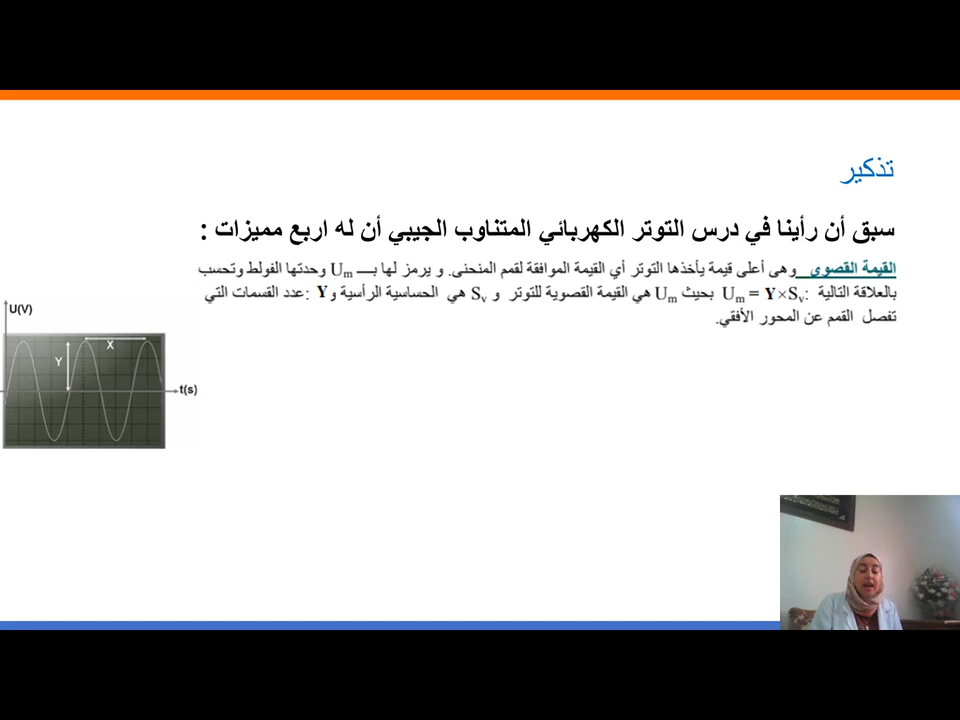 تذكير
سبق أن رأينا في درس التوتر الكهربائي المتناوب الجيبي أن له اربع مميزات :
القيمة القصوى وهي أعلى قيمة يأخذها التوتر أي القيمة الموافقة لقمم المنحنى. و يرمز لها بــ Um وحدتها الفولط وتحسب
بالعلاقة التالية :Um = Y×Sv بحيث Um هي القيمة القصوية للتوتر و Sv هي الحساسية الرأسية و Y :عدد القسمات التي
تفصل القمم عن المحور الأفقي.
U(V)
X
Y
t(s)